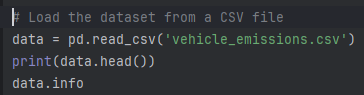 # Load the dataset from a CSV file
data = pd.read_csv('vehicle_emissions.csv')
print(data.head())
data.info